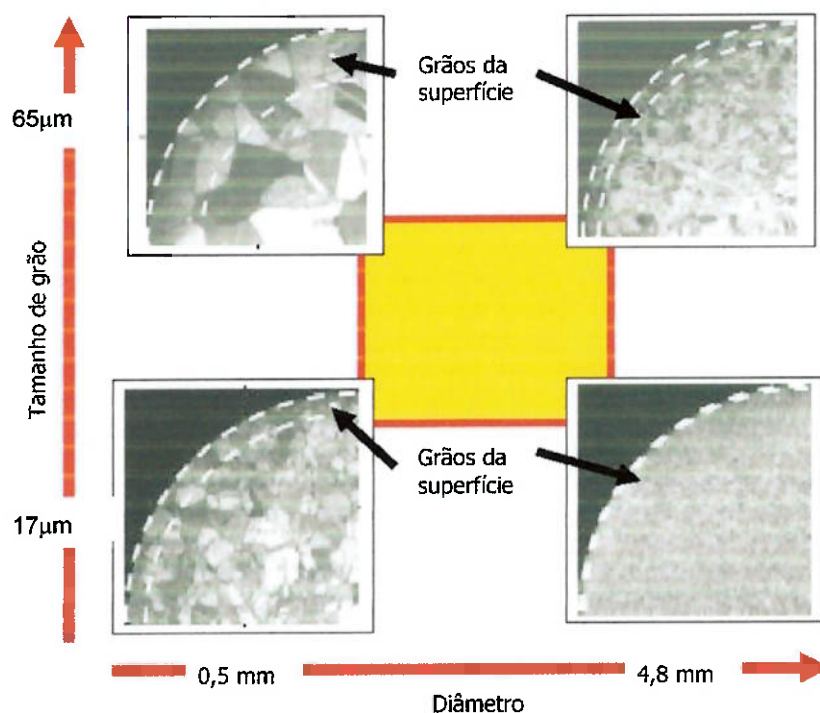 Grãos da
superfície
65µm
Tamanho de grão
Grãos da
superfície
17µm
0,5 mm
4,8 mm
Diâmetro